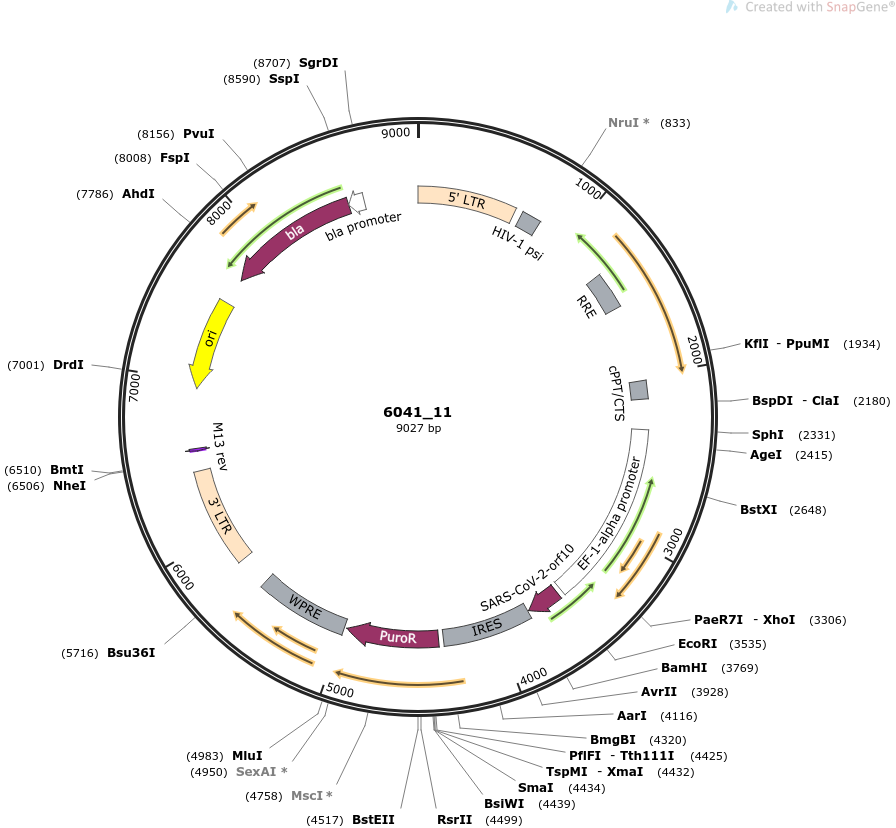 Created with SnapGene®
(8707) SgrDI
(8590) SspI
(8156) PvuI
(8008) FspI
(7786) AhdI
(7001) DrdI
(6510) BmtI
(6506) NheI
(5716) Bsu36I
(4983) MluI
(4950) SexAI *
(4758) MscI *
(4517) BstEII
NruI * (833)
KflI - PpuMI (1934)
BspDI - ClaI (2180)
SphI (2331)
AgeI (2415)
BstXI (2648)
PaeR7I - XhoI (3306)
EcoRI (3535)
BamHI (3769)
AvrII (3928)
AarI (4116)
BmgBI (4320)
PflFI - Tth111I (4425)
TspMI - XmaI (4432)
SmaI (4434)
BsiWI (4439)
RsrII (4499)
9000
1000
2000
3000
4000
5000
6000
7000
8000
5' LTR
HIV-1 psi
RRE
cPPT/CTS
EF-1-alpha promoter
SARS-CoV-2-orf10
IRES
PuroR
WPRE
3' LTR
M13 rev
ori
bla
bla promoter
6041_11
9027 bp